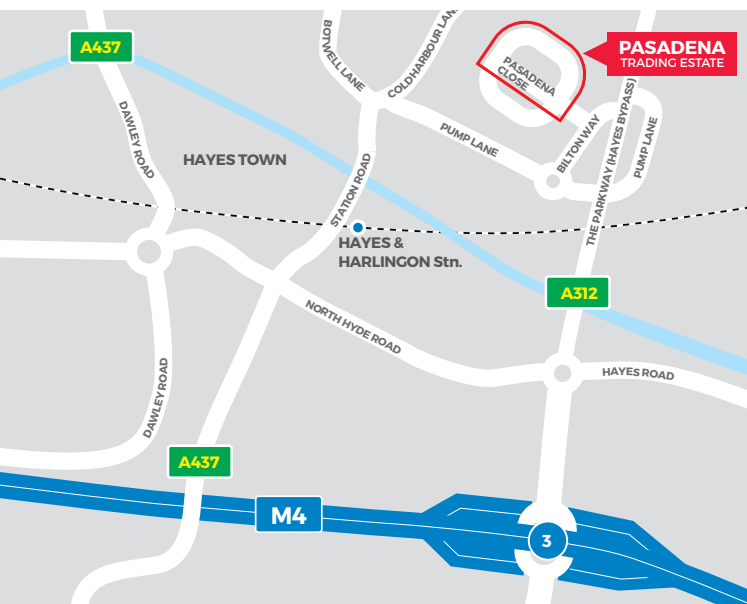 A437
BOTWELL LANE
COLDHARBOUR LANE
PASADENA
CLOSE
PASADENA
TRADING ESTATE
DAWLEY ROAD
HAYES TOWN
PUMP LANE
BILTON WAY
THE PARKWAY (HAYES BYPASS)
PUMP LANE
STATION ROAD
HAYES &
HARLINGON Stn.
A312
NORTH HYDE ROAD
HAYES ROAD
DAWLEY ROAD
A437
M4
3